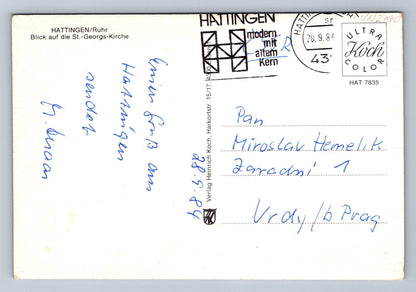 HATTINGEN/Ruhr
Blick auf die St.-Georgs-Kirche
Einen Gruß aus
Hattingen
sendet
28.9.84
Verlag Heinrich Koch, Harkortstr. 15/17
HATTINGEN
modern
mit
altem
Kern
HATTINGEN
28.9.84
43
ULTRA
Koch
COLOR
HAT 7835
Pan
Miroslav Hemelik
Zaradní 1
Vrdy/b Prag